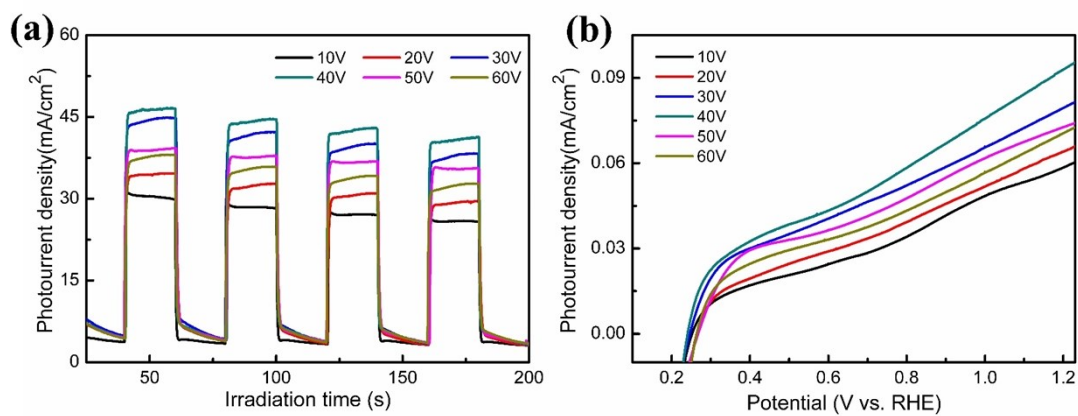 (a)
60
45
30
15
0
Photourrent density(mA/cm²)
10V 20V 30V
40V 50V 60V
50 100 150 200
Irradiation time (s)
(b)
0.09
0.06
0.03
0.00
Photourrent density(mA/cm²)
10V
20V
30V
40V
50V
60V
0.2 0.4 0.6 0.8 1.0 1.2
Potential (V vs. RHE)